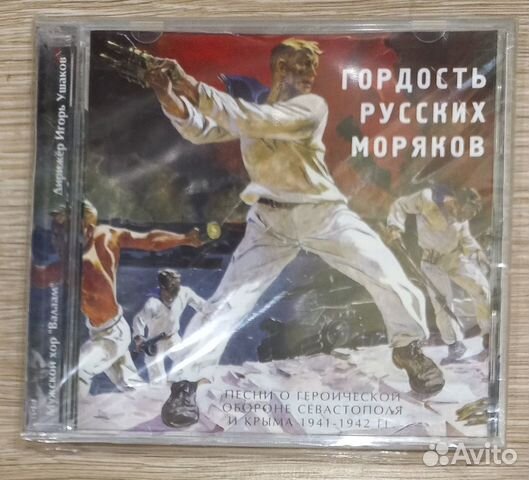 ГОРДОСТЬ
РУССКИХ
МОРЯКОВ
ПЕСНИ О ГЕРОИЧЕСКОЙ
ОБОРОНЕ СЕВАСТОПОЛЯ
И КРЫМА 1941-1942 ГГ.
Мужской хор "Валаам"
Дирижёр Игорь Ушаков
Avito